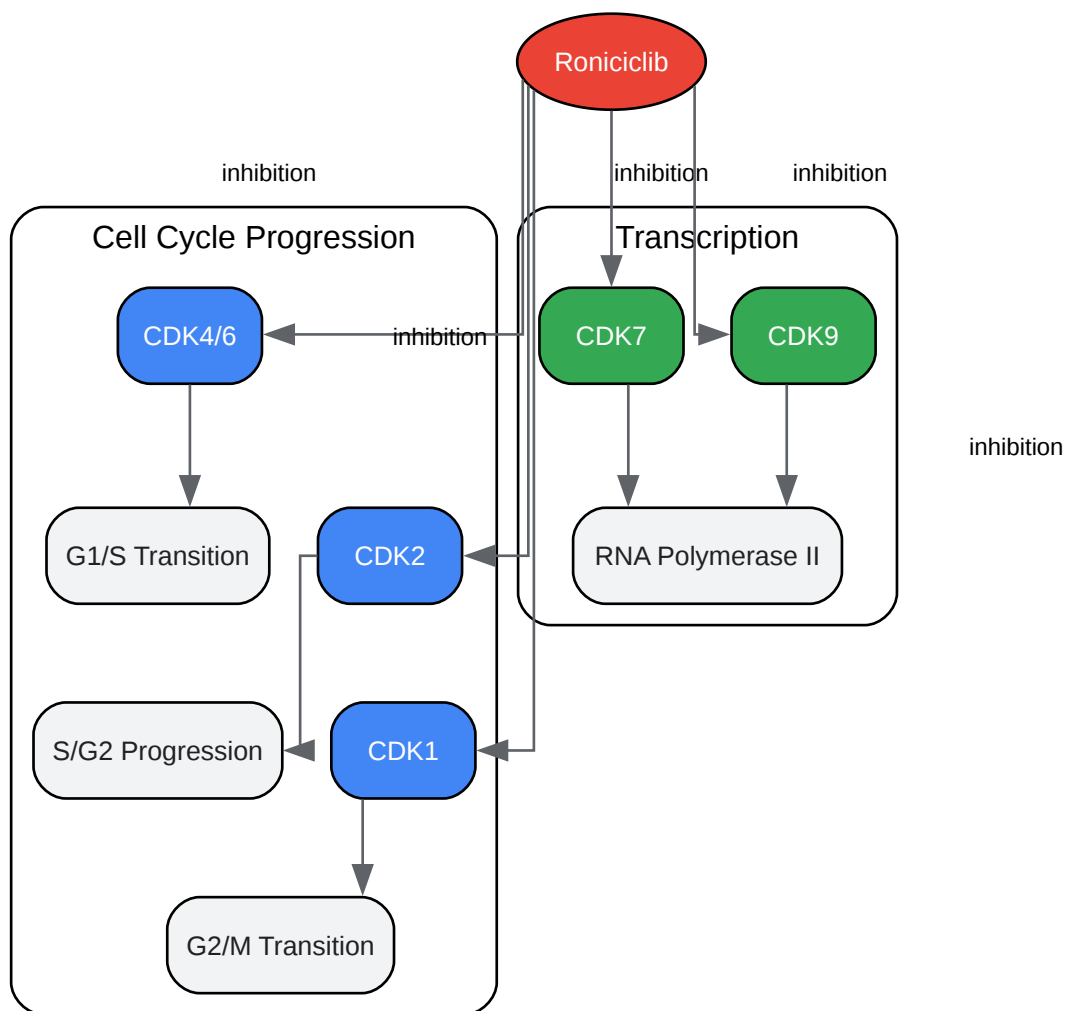 Roniciclib
inhibition
inhibition
inhibition
Cell Cycle Progression
Transcription
CDK4/6
inhibition
CDK7
CDK9
inhibition
G1/S Transition
CDK2
RNA Polymerase II
S/G2 Progression
CDK1
G2/M Transition